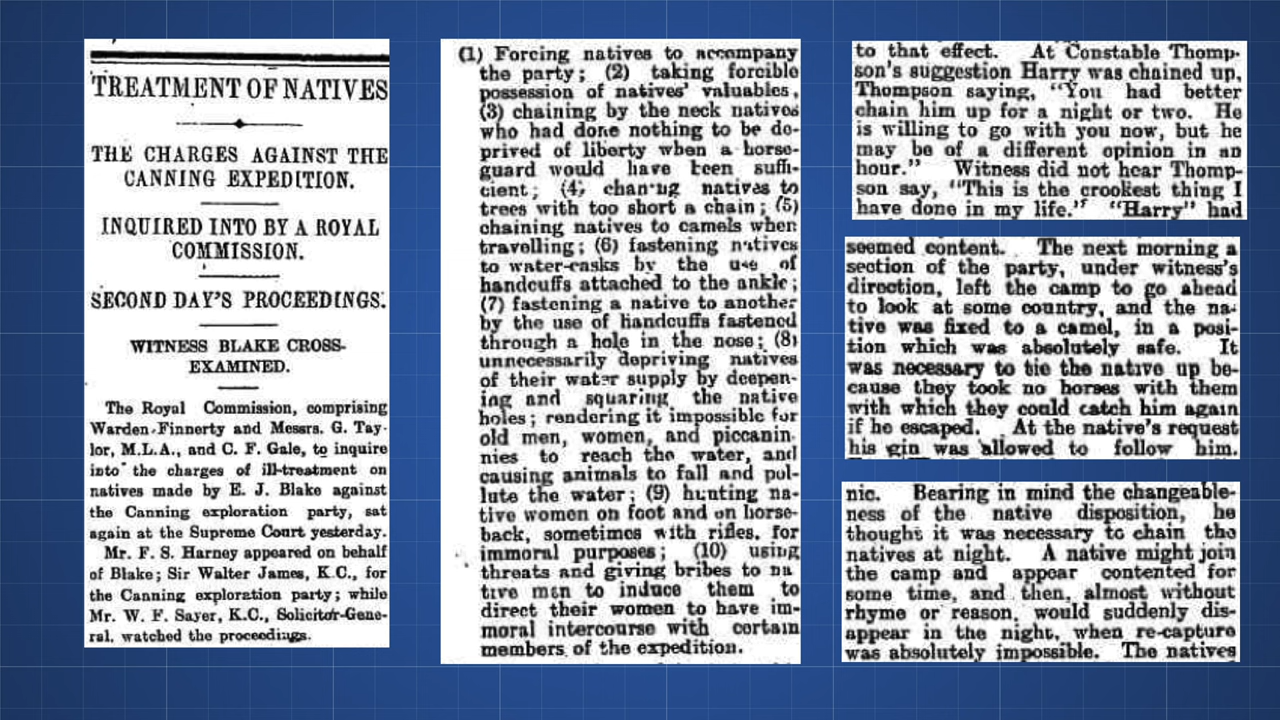 TREATMENT OF NATIVES
THE CHARGES AGAINST THE
CANNING EXPEDITION.
INQUIRED INTO BY A ROYAL
COMMISSION.
SECOND DAY'S PROCEEDINGS.
WITNESS BLAKE CROSS-
EXAMINED.
The Royal Commission, comprising
Warden Finnerty and Messrs. G. Tay-
lor, M.L.A., and C. F. Gale, to inquire
into the charges of ill-treatment on
natives made by E. J. Blake against
the Canning exploration party, sat
again at the Supreme Court yesterday.
Mr. F. S. Harney appeared on behalf
of Blake; Sir Walter James, K.C., for
the Canning exploration party; while
Mr. W. F. Sayer, K.C., Solicitor-Gene-
ral, watched the proceedings.
(1) Forcing natives to accompany
the party; (2) taking forcible
possession of natives' valuables,
(3) chaining by the neck natives
who had done nothing to be de-
prived of liberty when a horse-
guard would have been suffi-
cient; (4) chaning natives to
trees with too short a chain; (5)
chaining natives to camels when
travelling; (6) fastening natives
to water-casks by the use of
handcuffs attached to the ankle;
(7) fastening a native to another
by the use of handcuffs fastened
through a hole in the nose; (8)
unnecessarily depriving natives
of their water supply by deepen-
ing and squaring the native
holes; rendering it impossible for
old men, women, and piccanin-
nies to reach the water, and
causing animals to fall and pol-
lute the water; (9) hunting na-
tive women on foot and on horse-
back, sometimes with rifles, for
immoral purposes; (10) using
threats and giving bribes to na
tive men to induce them to
direct their women to have im-
moral intercourse with certain
members of the expedition.
to that effect. At Constable Thomp-
son's suggestion Harry was chained up,
Thompson saying, "You had better
chain him up for a night or two. He
is willing to go with you now, but he
may be of a different opinion in an
hour." Witness did not hear Thomp-
son say, "This is the crookest thing I
have done in my life." "Harry" had
seemed content. The next morning a
section of the party, under witness's
direction, left the camp to go ahead
to look at some country, and the na-
tive was fixed to a camel, in a posi-
tion which was absolutely safe. It
was necessary to tie the native up be-
cause they took no horses with them
with which they could catch him again
if he escaped. At the native's request
his gin was allowed to follow him.
nic. Bearing in mind the changeable-
ness of the native disposition, he
thought it was necessary to chain the
natives at night. A native might join
the camp and appear contented for
some time, and then, almost without
rhyme or reason, would suddenly dis-
appear in the night, when re-capture
was absolutely impossible. The natives